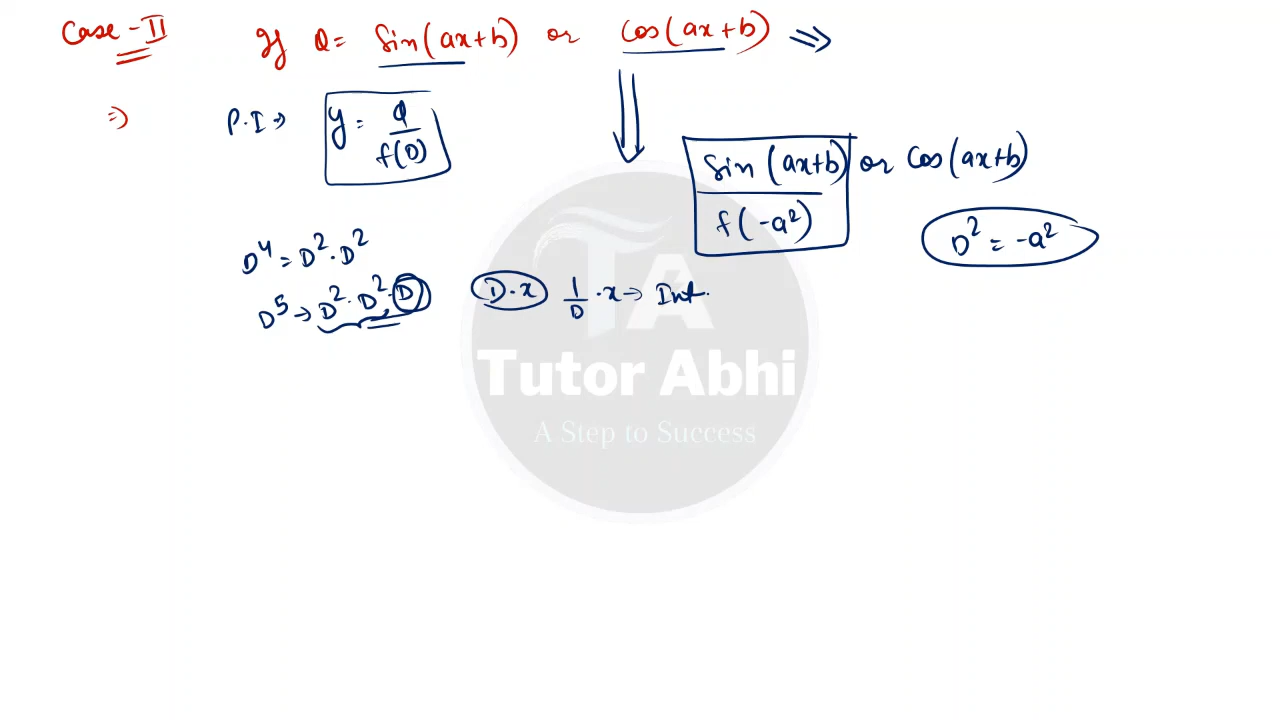 Case - II If Q = Sin(ax+b) or Cos(ax+b) ⇒
⇒ P.I → y = Q / f(D)
Sin(ax+b) / f(-a²) or Cos(ax+b)
D² = -a²
D⁴ = D² · D²
D⁵ → D² · D² · D
D · x 1/D · x → Int.
TA
Tutor Abhi
A Step to Success